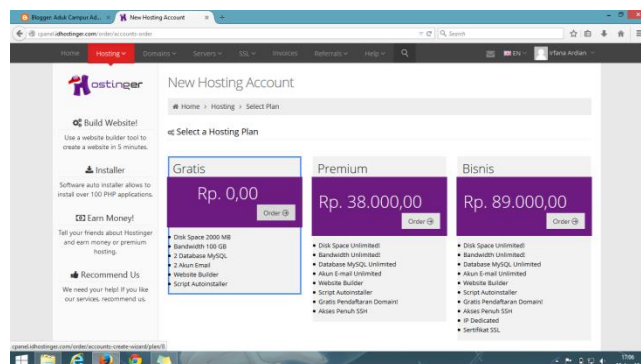 Blogger: Aduk Campur Ad...
New Hosting Account
cpanel.idhostinger.com/order/accounts-order
Search
Home
Hosting
Domains
Servers
SSL
Invoices
Referrals
Help
EN
Irfana Ardian
Hostinger
Build Website!
Use a website builder tool to
create a website in 5 minutes.
Installer
Software auto installer allows to
install over 100 PHP applications.
Earn Money!
Tell your friends about Hostinger
and earn money or premium
hosting.
Recommend Us
We need your help! If you like
our services, recommend us.
New Hosting Account
Home > Hosting > Select Plan
Select a Hosting Plan
Gratis
Rp. 0,00
Order
Disk Space 2000 MB
Bandwidth 100 GB
2 Database MySQL
2 Akun Email
Website Builder
Script Autoinstaller
Premium
Rp. 38.000,00
Order
Disk Space Unlimited!
Bandwidth Unlimited!
Database MySQL Unlimited
Akun E-mail Unlimited
Website Builder
Script Autoinstaller
Gratis Pendaftaran Domain!
Akses Penuh SSH
Bisnis
Rp. 89.000,00
Order
Disk Space Unlimited!
Bandwidth Unlimited!
Database MySQL Unlimited
Akun E-mail Unlimited
Website Builder
Script Autoinstaller
Gratis Pendaftaran Domain!
Akses Penuh SSH
IP Dedicated
Sertifikat SSL
cpanel.idhostinger.com/order/accounts-create-wizard/plan/0
17:06